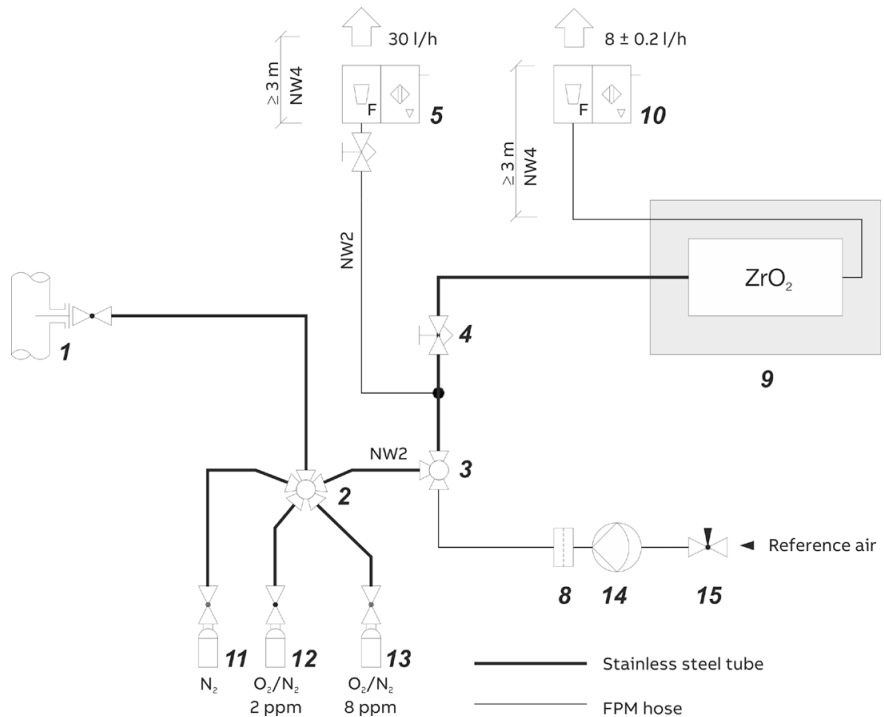 30 l/h
8 ± 0.2 l/h
≥ 3 m
NW4
F
5
F
10
≥ 3 m
NW4
NW2
ZrO₂
1
4
9
NW2
2
3
Reference air
8
14
15
11
12
13
N₂
O₂/N₂
2 ppm
O₂/N₂
8 ppm
Stainless steel tube
FPM hose